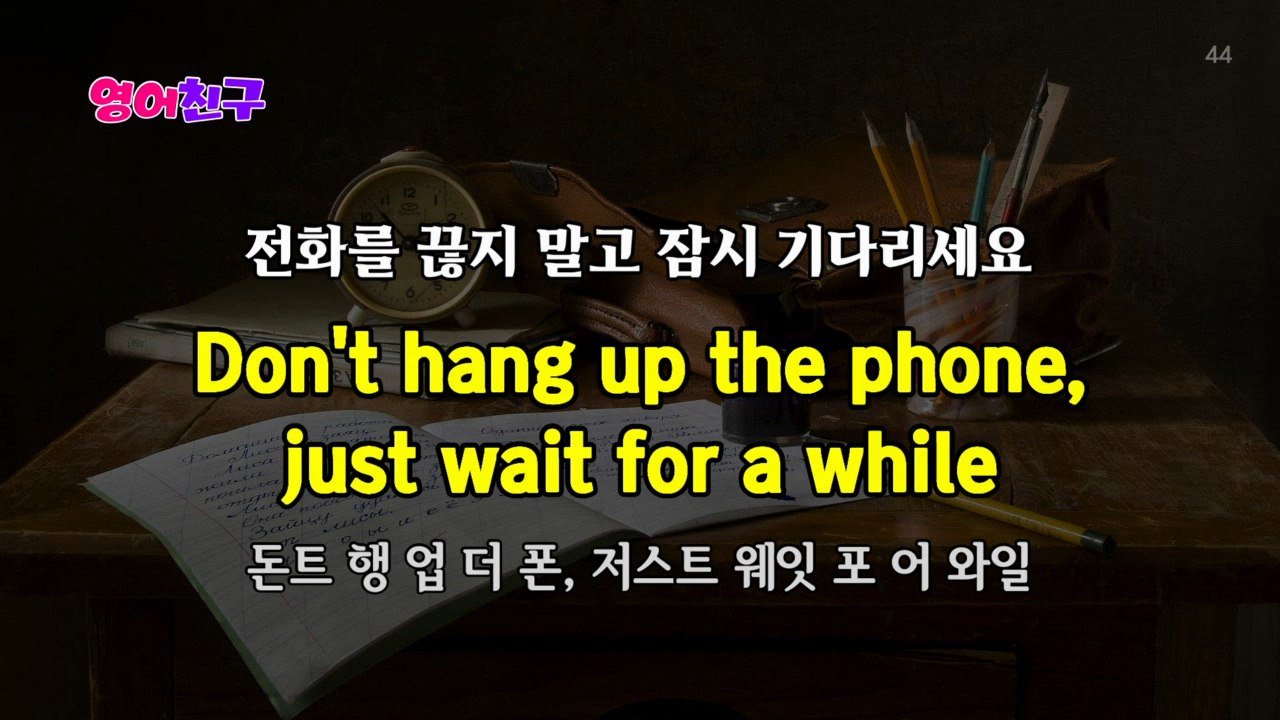 44
영어친구
전화를 끊지 말고 잠시 기다리세요
Don't hang up the phone,
just wait for a while
돈트 행 업 더 폰, 저스트 웨잇 포 어 와일